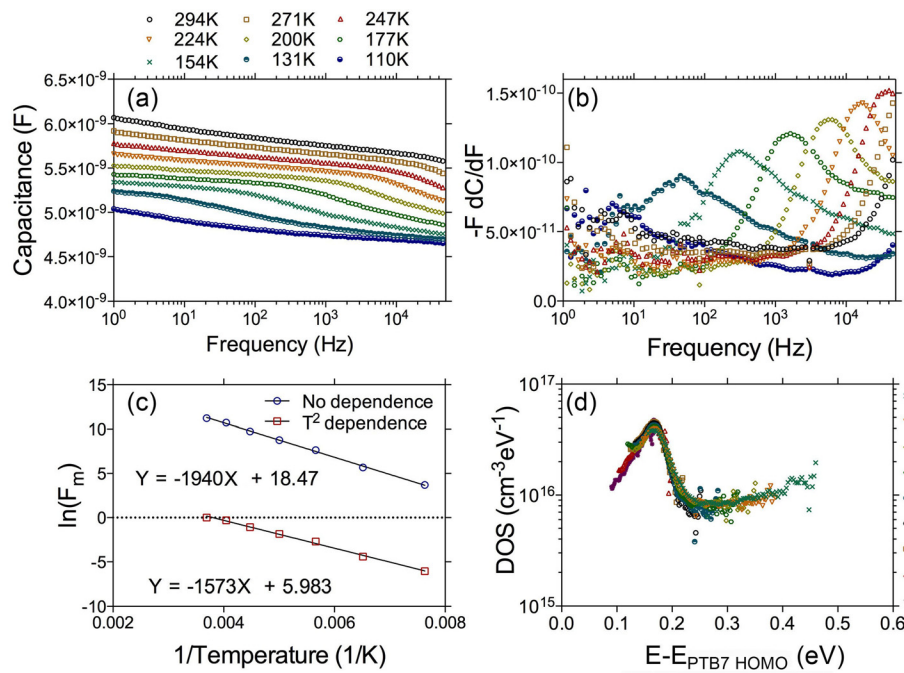 294K 271K 247K
224K 200K 177K
154K 131K 110K
(a)
6.5×10⁻⁹
6.0×10⁻⁹
5.5×10⁻⁹
5.0×10⁻⁹
4.5×10⁻⁹
4.0×10⁻⁹
Capacitance (F)
10⁰ 10¹ 10² 10³ 10⁴
Frequency (Hz)
(b)
1.5×10⁻¹⁰
1.0×10⁻¹⁰
5.0×10⁻¹¹
0.0
-F dC/dF
10⁰ 10¹ 10² 10³ 10⁴
Frequency (Hz)
(c)
No dependence
T² dependence
15
10
5
0
-5
-10
ln(Fₘ)
Y = -1940X + 18.47
Y = -1573X + 5.983
0.002 0.004 0.006 0.008
1/Temperature (1/K)
(d)
10¹⁷
10¹⁶
10¹⁵
DOS (cm⁻³eV⁻¹)
0.0 0.1 0.2 0.3 0.4 0.5 0.6
E-E_PTB7 HOMO (eV)